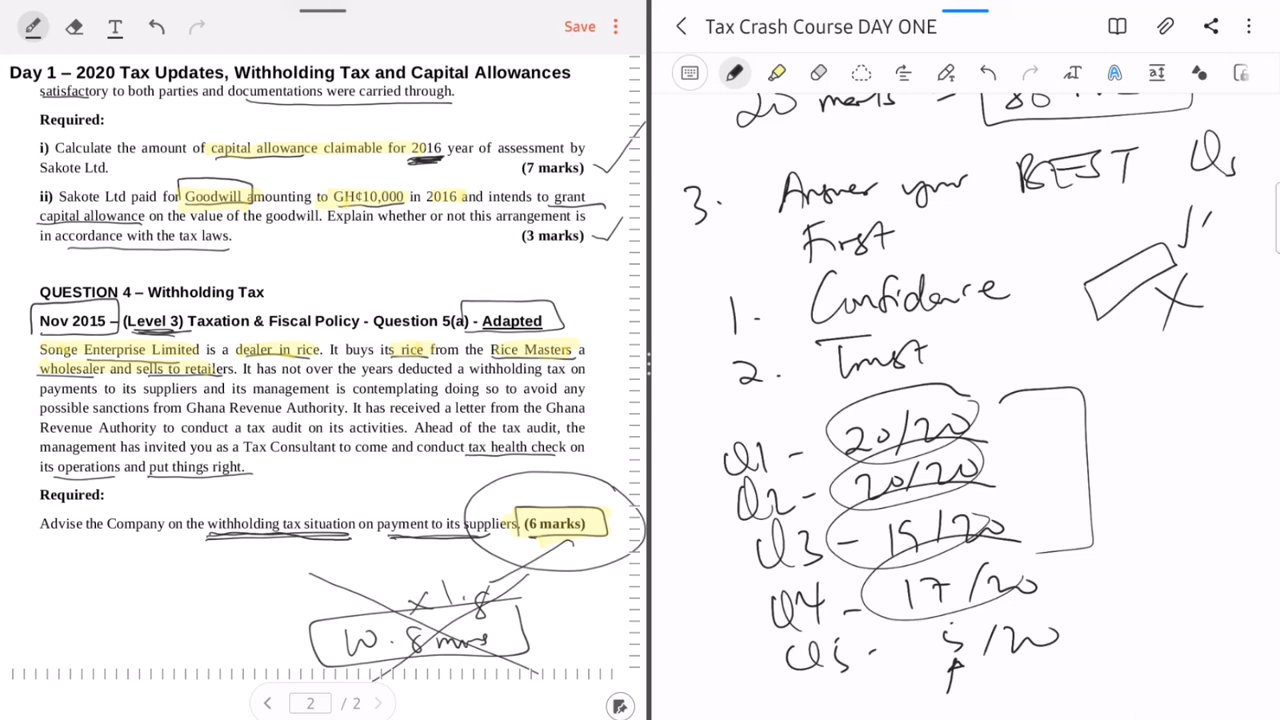 Save
Day 1 – 2020 Tax Updates, Withholding Tax and Capital Allowances
satisfactory to both parties and documentations were carried through.
Required:
i) Calculate the amount of capital allowance claimable for 2016 year of assessment by
Sakote Ltd. (7 marks)
ii) Sakote Ltd paid for Goodwill amounting to GH¢10,000 in 2016 and intends to grant
capital allowance on the value of the goodwill. Explain whether or not this arrangement is
in accordance with the tax laws. (3 marks)
QUESTION 4 – Withholding Tax
Nov 2015 – (Level 3) Taxation & Fiscal Policy - Question 5(a) - Adapted
Songe Enterprise Limited is a dealer in rice. It buys its rice from the Rice Masters a
wholesaler and sells to retailers. It has not over the years deducted a withholding tax on
payments to its suppliers and its management is contemplating doing so to avoid any
possible sanctions from Ghana Revenue Authority. It has received a letter from the Ghana
Revenue Authority to conduct a tax audit on its activities. Ahead of the tax audit, the
management has invited you as a Tax Consultant to come and conduct tax health check on
its operations and put things right.
Required:
Advise the Company on the withholding tax situation on payment to its suppliers. (6 marks)
x 1.8
10.8 mns
2 / 2
Tax Crash Course DAY ONE
20 marks =
3. Answer your BEST Qs
First
1. Confidence
2. Trust
Q1 - 20/20
Q2 - 20/20
Q3 - 15/20
Q4 - 17/20
Q5 - 5/20